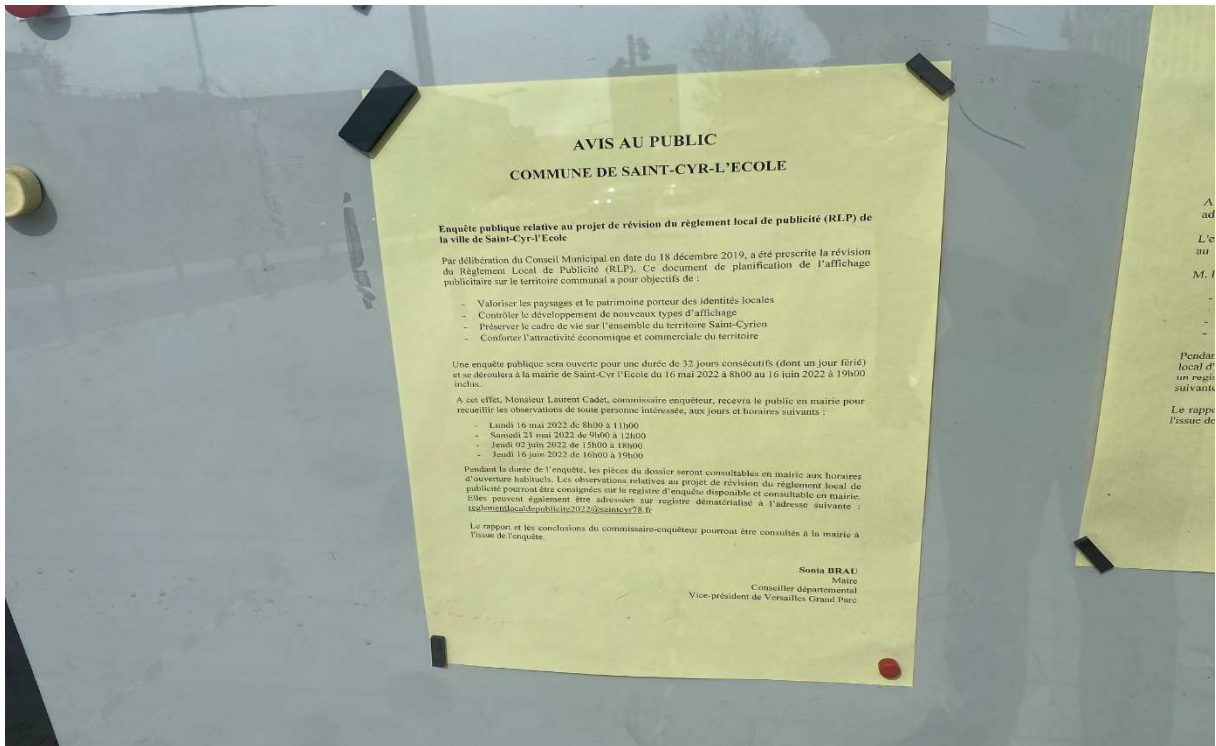 AVIS AU PUBLIC
COMMUNE DE SAINT-CYR-L'ECOLE
Enquête publique relative au projet de révision du règlement local de publicité (RLP) de
la ville de Saint-Cyr-l'Ecole
Par délibération du Conseil Municipal en date du 18 décembre 2019, a été prescrite la révision
du Règlement Local de Publicité (RLP). Ce document de planification de l'affichage
publicitaire sur le territoire communal a pour objectifs de :
- Valoriser les paysages et le patrimoine porteur des identités locales
- Contrôler le développement de nouveaux types d'affichage
- Préserver le cadre de vie sur l'ensemble du territoire Saint-Cyrien
- Conforter l'attractivité économique et commerciale du territoire
Une enquête publique sera ouverte pour une durée de 32 jours consécutifs (dont un jour férié)
et se déroulera à la mairie de Saint-Cyr l'Ecole du 16 mai 2022 à 8h00 au 16 juin 2022 à 19h00
inclus.
A cet effet, Monsieur Laurent Cadet, commissaire enquêteur, recevra le public en mairie pour
recueillir les observations de toute personne intéressée, aux jours et horaires suivants :
- Lundi 16 mai 2022 de 8h00 à 11h00
- Samedi 21 mai 2022 de 9h00 à 12h00
- Jeudi 02 juin 2022 de 15h00 à 18h00
- Jeudi 16 juin 2022 de 16h00 à 19h00
Pendant la durée de l'enquête, les pièces du dossier seront consultables en mairie aux horaires
d'ouverture habituels. Les observations relatives au projet de révision du règlement local de
publicité pourront être consignées sur le registre d'enquête disponible et consultable en mairie.
Elles peuvent également être adressées sur registre dématérialisé à l'adresse suivante :
reglementlocaldepublicite2022@saintcyr78.fr
Le rapport et les conclusions du commissaire-enquêteur pourront être consultés à la mairie à
l'issue de l'enquête.
Sonia BRAU
Maire
Conseiller départemental
Vice-président de Versailles Grand Parc
A
ad
L'e
au
M. 
-
-
-
Pendan
local d'
un regis
suivante
Le rappo
l'issue de